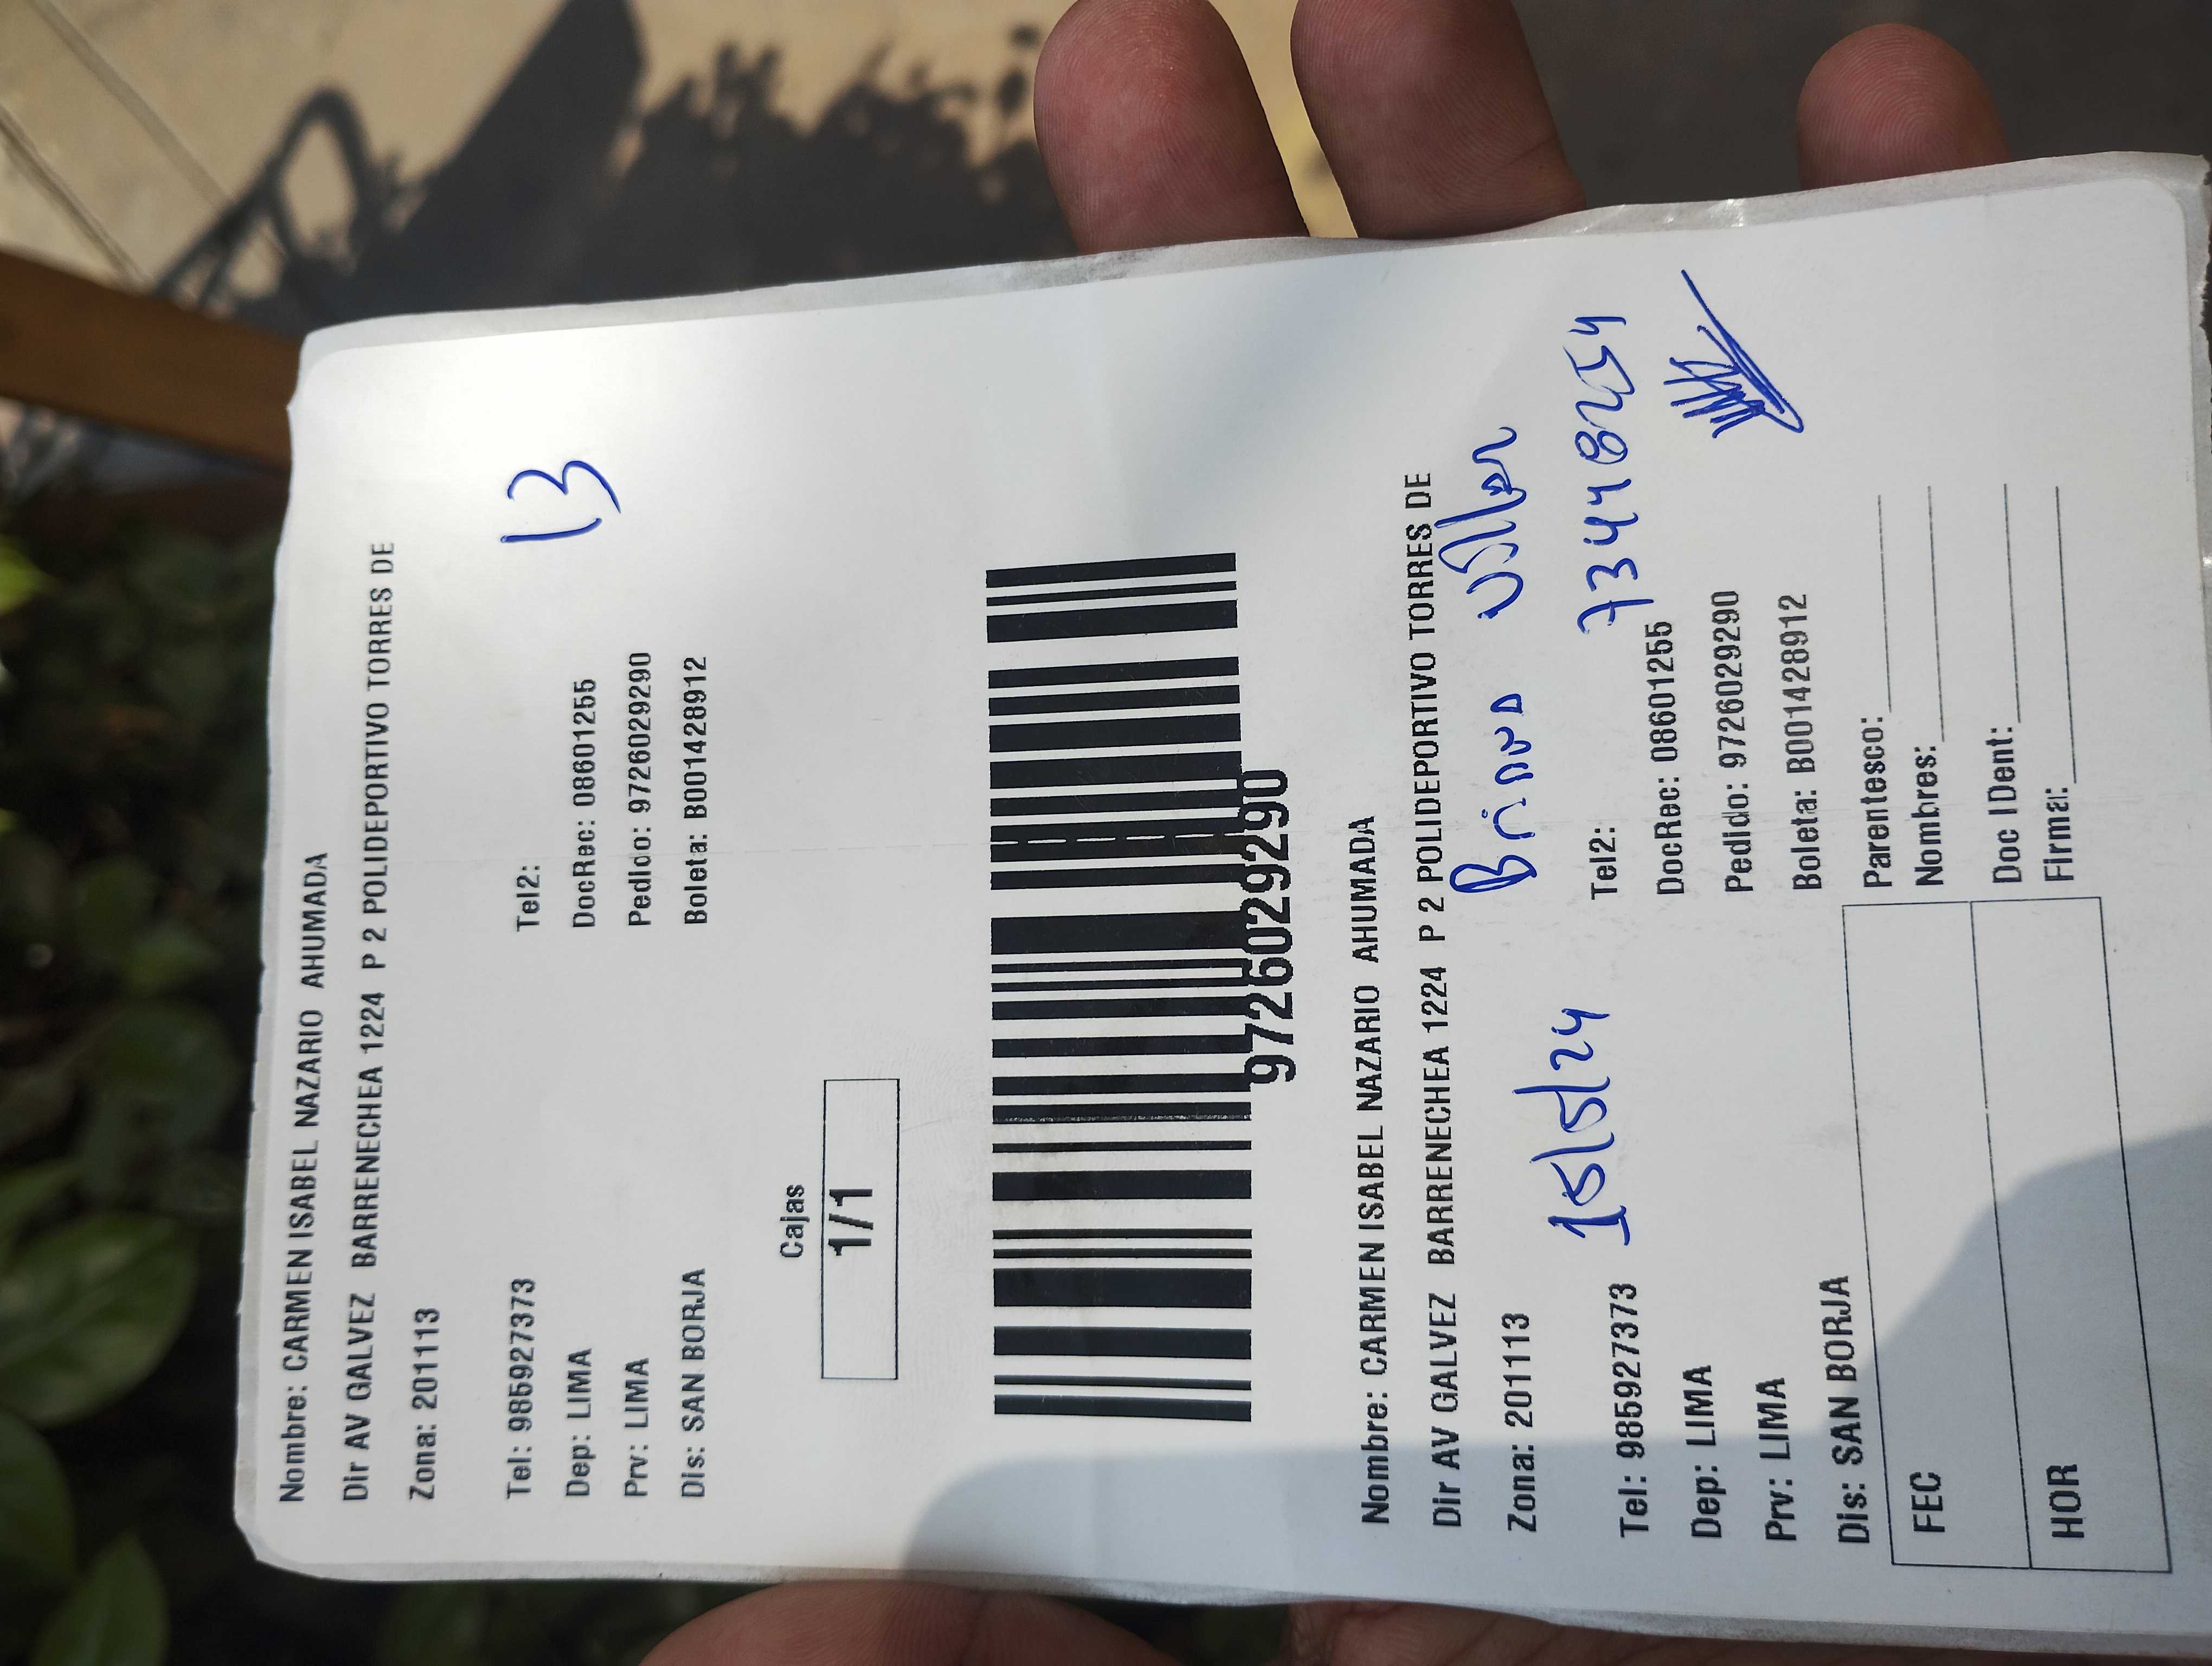 Nombre: CARMEN ISABEL NAZARIO AHUMADA
Dir AV GALVEZ BARRENECHEA 1224 P 2 POLIDEPORTIVO TORRES DE
Zona: 201113
13
Tel: 985927373 Tel2:
Dep: LIMA DocRec: 08601255
Prv: LIMA Pedido: 9726029290
Dis: SAN BORJA Boleta: B001428912
Cajas
1/1
9726029290
Nombre: CARMEN ISABEL NAZARIO AHUMADA
Dir AV GALVEZ BARRENECHEA 1224 P 2 POLIDEPORTIVO TORRES DE
Zona: 201113
15/5/24 73448254
Tel: 985927373 Tel2:
Dep: LIMA DocRec: 08601255
Prv: LIMA Pedido: 9726029290
Dis: SAN BORJA Boleta: B001428912
FEC Parentesco:
Nombres:
HOR Doc IDent:
Firma: